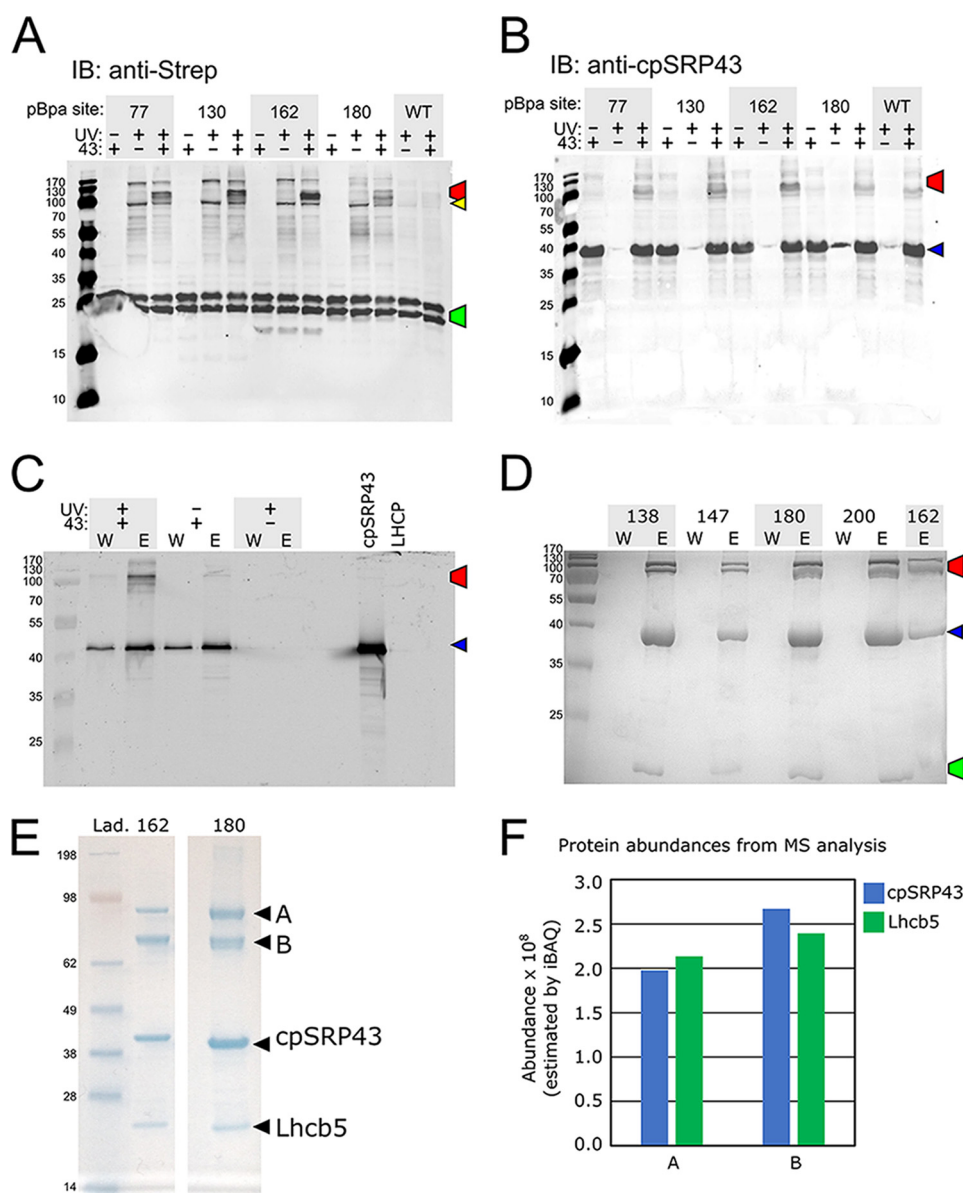 A
IB: anti-Strep
pBpa site: 77 130 162 180 WT
UV: − + + − + + − + + − + + + +
43: + − + + − + + − + + − + − +
170
130
100
70
55
40
35
25
15
10
B
IB: anti-cpSRP43
pBpa site: 77 130 162 180 WT
UV: − + + − + + − + + − + + + +
43: + − + + − + + − + + − + − +
170
130
100
70
55
40
35
25
15
10
C
UV: + − +
43: + + −
W E W E W E cpSRP43 LHCP
170
130
100
70
55
40
35
25
D
138 147 180 200 162
W E W E W E W E E
170
130
100
70
55
40
35
25
E
Lad. 162 180
198
98
62
49
38
28
14
A
B
cpSRP43
Lhcb5
F
Protein abundances from MS analysis
cpSRP43
Lhcb5
Abundance x 10⁸
(estimated by iBAQ)
3.0
2.5
2.0
1.5
1.0
0.5
0.0
A B